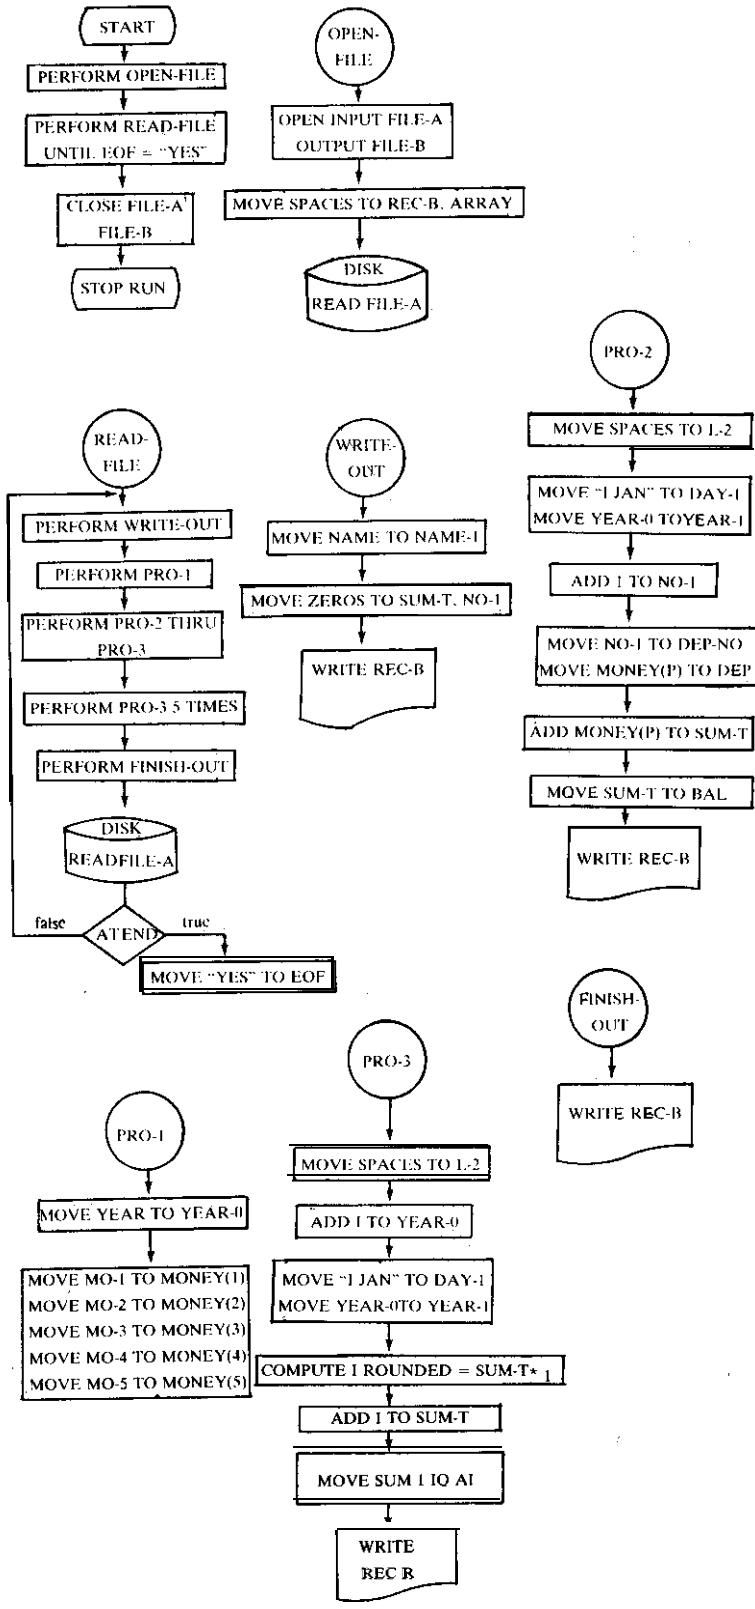 START
PERFORM OPEN-FILE
PERFORM READ-FILE
UNTIL EOF = "YES"
CLOSE FILE-A
FILE-B
STOP RUN
OPEN-
FILE
OPEN INPUT FILE-A
OUTPUT FILE-B
MOVE SPACES TO REC-B, ARRAY
DISK
READ FILE-A
READ-
FILE
PERFORM WRITE-OUT
PERFORM PRO-1
PERFORM PRO-2 THRU
PRO-3
PERFORM PRO-3 5 TIMES
PERFORM FINISH-OUT
DISK
READFILE-A
false
ATEND
true
MOVE "YES" TO EOF
WRITE-
OUT
MOVE NAME TO NAME-1
MOVE ZEROS TO SUM-T, NO-1
WRITE REC-B
PRO-2
MOVE SPACES TO L-2
MOVE "I JAN" TO DAY-1
MOVE YEAR-0 TOYEAR-1
ADD I TO NO-1
MOVE NO-1 TO DEP-NO
MOVE MONEY(P) TO DEP
ADD MONEY(P) TO SUM-T
MOVE SUM-T TO BAL
WRITE REC-B
FINISH-
OUT
WRITE REC-B
PRO-1
MOVE YEAR TO YEAR-0
MOVE MO-1 TO MONEY(1)
MOVE MO-2 TO MONEY(2)
MOVE MO-3 TO MONEY(3)
MOVE MO-4 TO MONEY(4)
MOVE MO-5 TO MONEY(5)
PRO-3
MOVE SPACES TO L-2
ADD I TO YEAR-0
MOVE "I JAN" TO DAY-1
MOVE YEAR-0TO YEAR-1
COMPUTE I ROUNDED = SUM-T* 1
ADD I TO SUM-T
MOVE SUM 1 IQ AI
WRITE
REC B